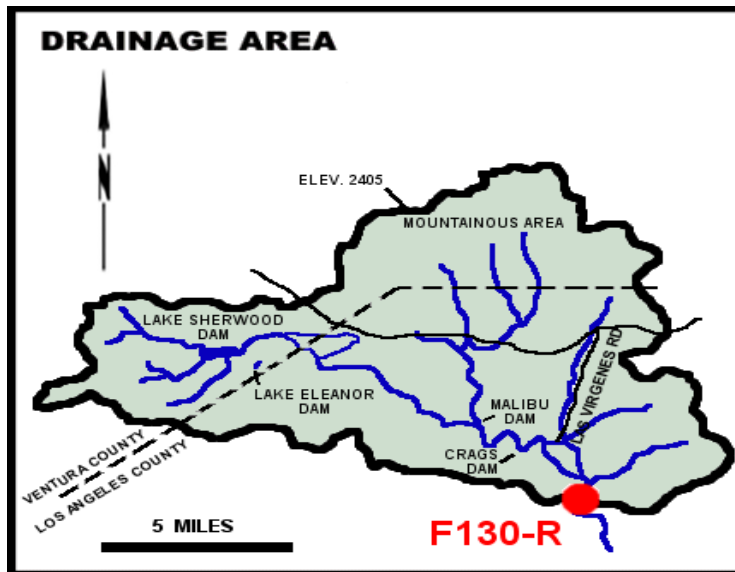 DRAINAGE AREA
N
ELEV. 2405
MOUNTAINOUS AREA
LAKE SHERWOOD
DAM
LAKE ELEANOR
DAM
MALIBU
DAM
LAS VIRGENES RD
CRAGS
DAM
VENTURA COUNTY
LOS ANGELES COUNTY
5 MILES
F130-R